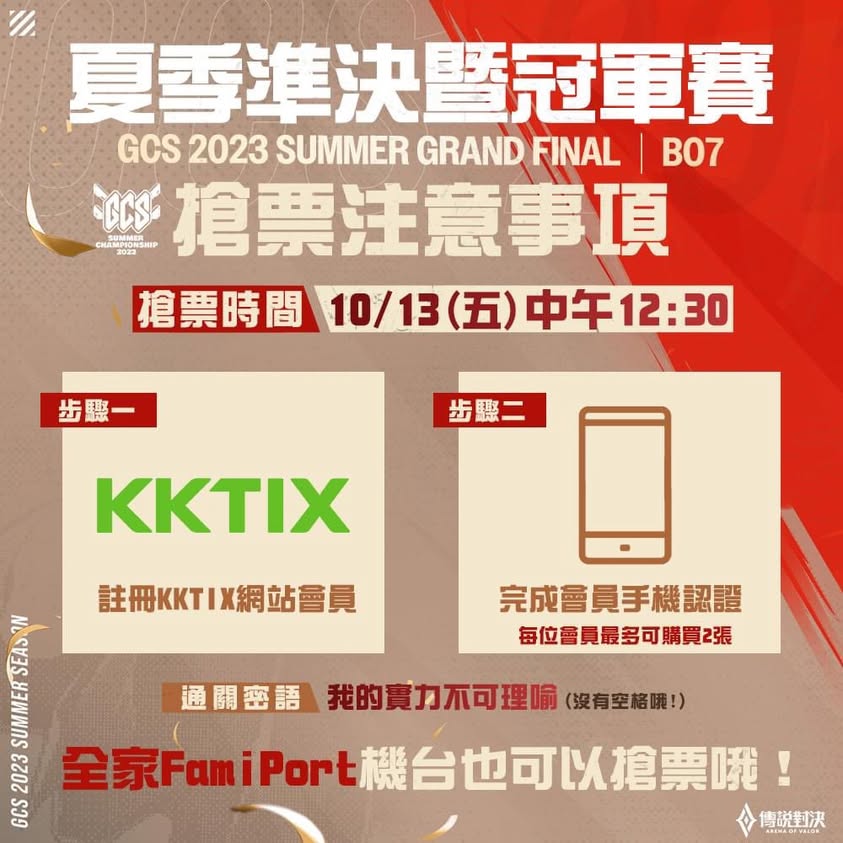 夏季準決暨冠軍賽
GCS 2023 SUMMER GRAND FINAL | BO7
GCS
SUMMER
CHAMPIONSHIP
2023
搶票注意事項
搶票時間 10/13(五)中午12:30
步驟一
KKTIX
註冊KKTIX網站會員
步驟二
完成會員手機認證
每位會員最多可購買2張
通關密語 我的實力不可理喻(沒有空格哦!)
全家FamiPort機台也可以搶票哦!
GCS 2023 SUMMER SEASON
傳說對決
ARENA OF VALOR